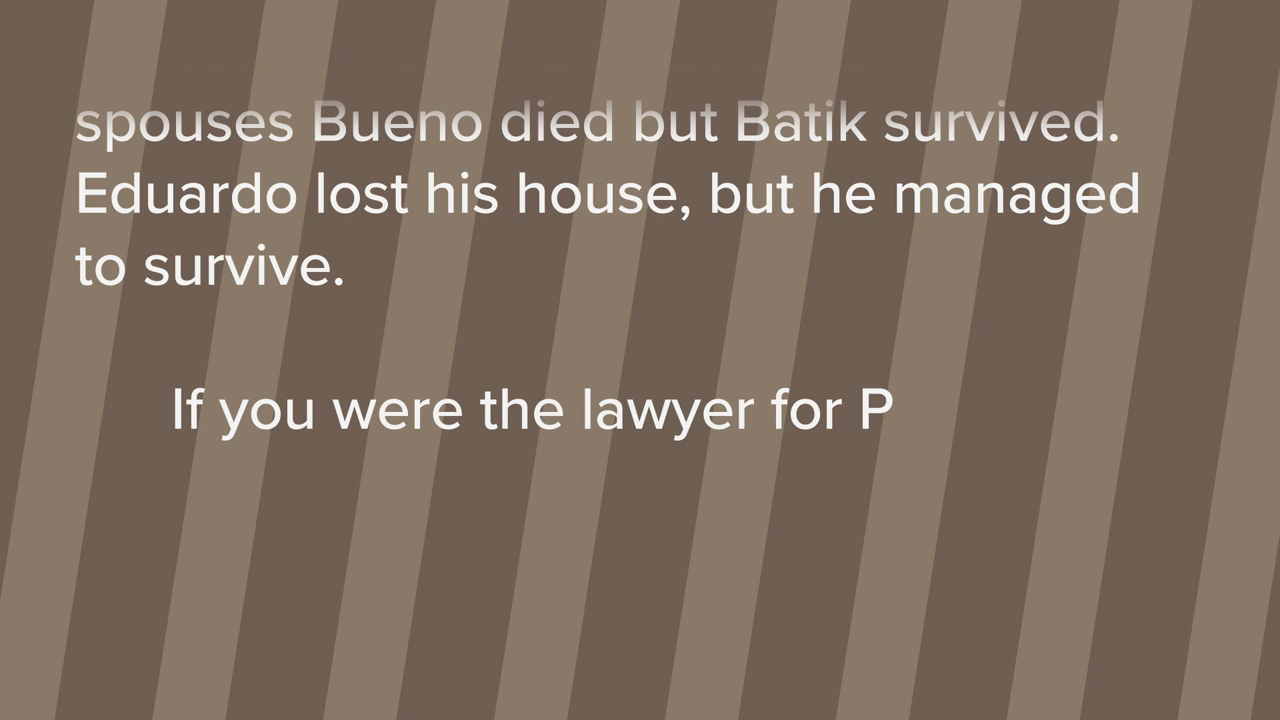 spouses Bueno died but Batik survived.
Eduardo lost his house, but he managed
to survive.
If you were the lawyer for P